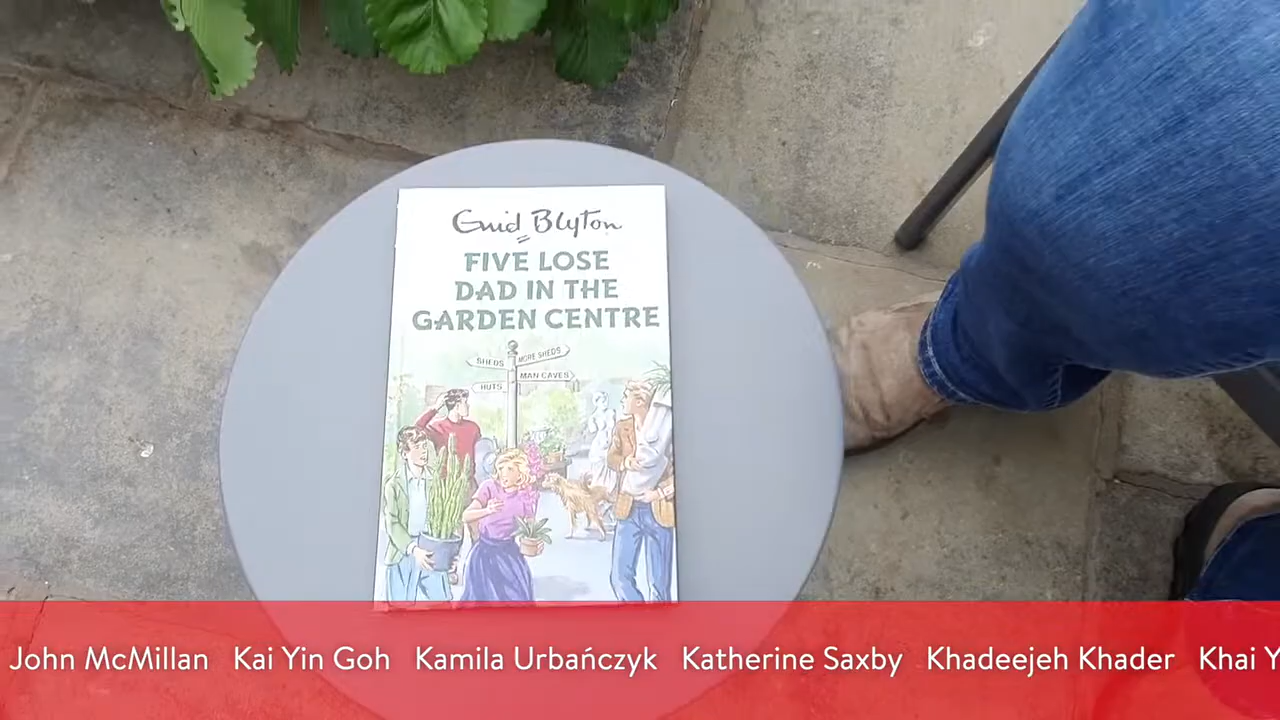 Enid Blyton
FIVE LOSE
DAD IN THE
GARDEN CENTRE
SHEDS
MORE SHEDS
MAN CAVES
HUTS
John McMillan Kai Yin Goh Kamila Urbańczyk Katherine Saxby Khadeejeh Khader Khai Y